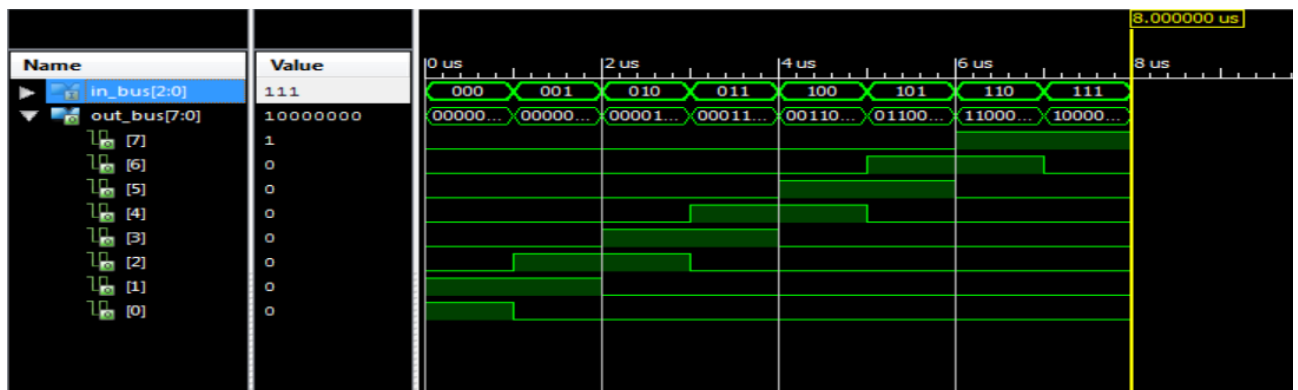 8.000000 us
Name Value 0 us 2 us 4 us 6 us 8 us
in_bus[2:0] 111 000 001 010 011 100 101 110 111
out_bus[7:0] 10000000 00000... 00000... 00001... 00011... 00110... 01100... 11000... 10000...
[7] 1
[6] 0
[5] 0
[4] 0
[3] 0
[2] 0
[1] 0
[0] 0